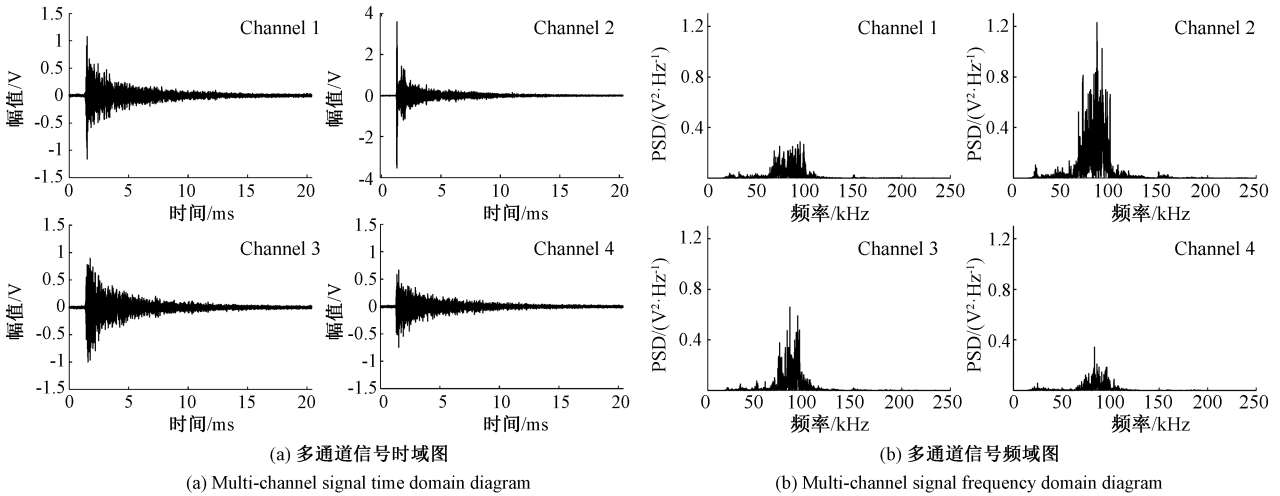 Channel 1
1.5
1
0.5
0
-0.5
-1
-1.5
幅值/V
0 5 10 15 20
时间/ms
Channel 2
4
2
0
-2
-4
幅值/V
0 5 10 15 20
时间/ms
Channel 3
1.5
1
0.5
0
-0.5
-1
-1.5
幅值/V
0 5 10 15 20
时间/ms
Channel 4
1.5
1
0.5
0
-0.5
-1
-1.5
幅值/V
0 5 10 15 20
时间/ms
(a) 多通道信号时域图
(a) Multi-channel signal time domain diagram
Channel 1
1.2
0.8
0.4
PSD/(V²·Hz⁻¹)
0 50 100 150 200 250
频率/kHz
Channel 2
1.2
0.8
0.4
PSD/(V²·Hz⁻¹)
0 50 100 150 200 250
频率/kHz
Channel 3
1.2
0.8
0.4
PSD/(V²·Hz⁻¹)
0 50 100 150 200 250
频率/kHz
Channel 4
1.2
0.8
0.4
PSD/(V²·Hz⁻¹)
0 50 100 150 200 250
频率/kHz
(b) 多通道信号频域图
(b) Multi-channel signal frequency domain diagram